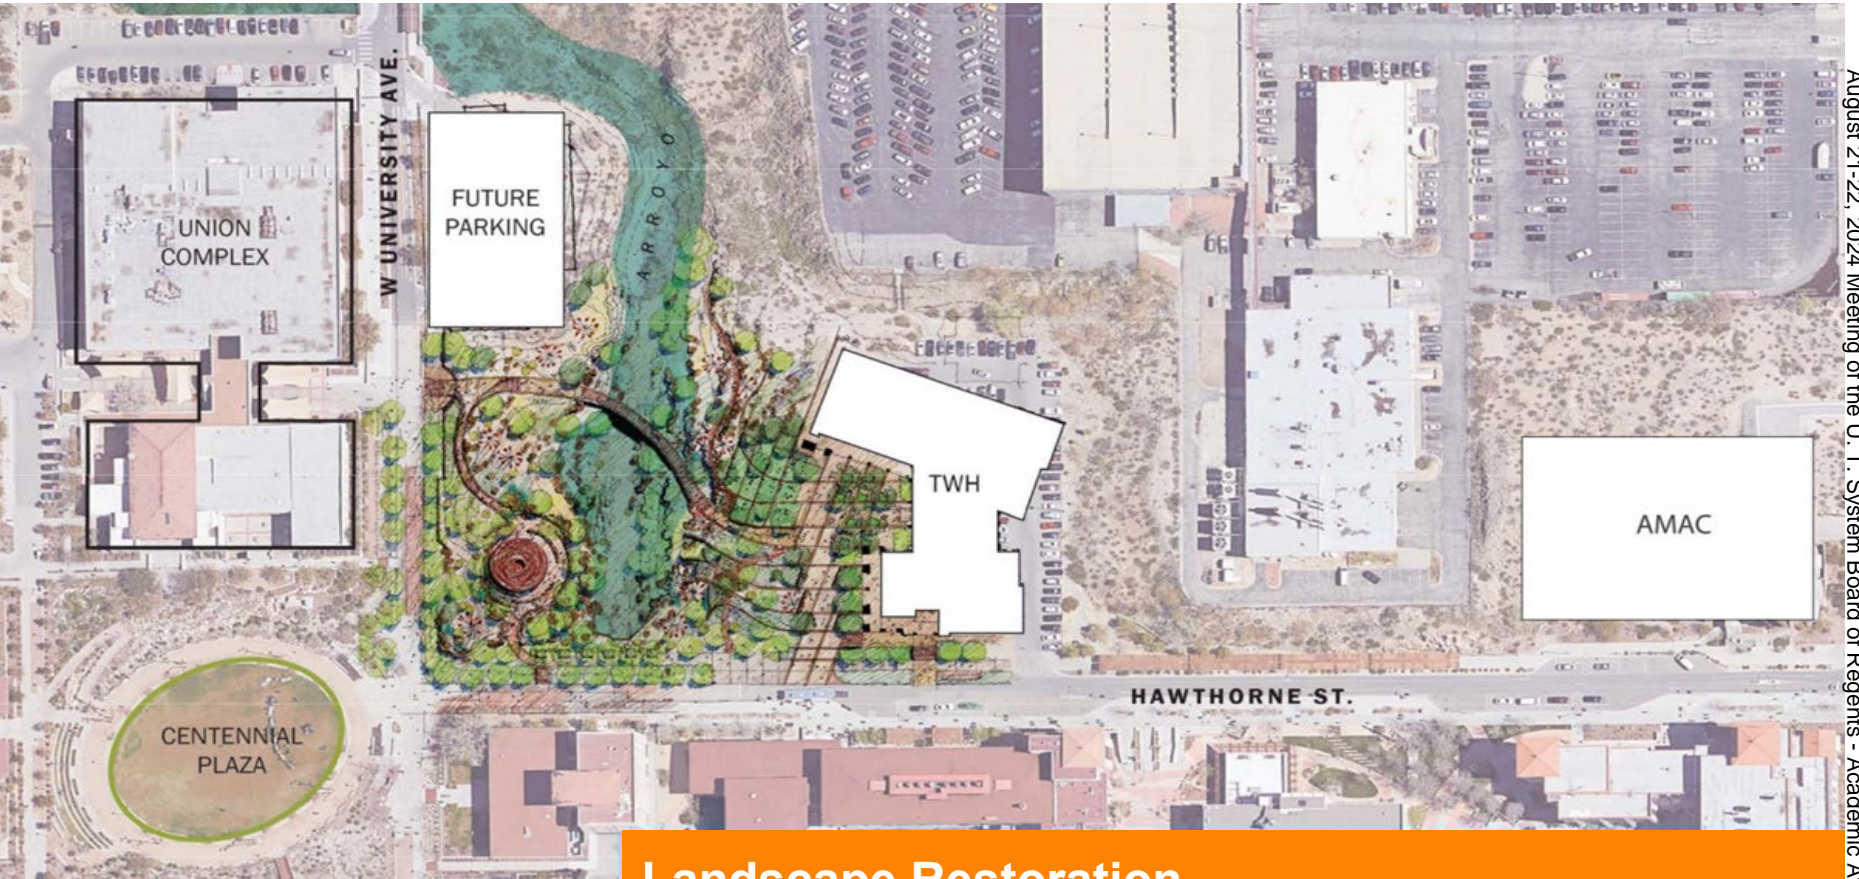 W UNIVERSITY AVE.
FUTURE
PARKING
ARROYO
UNION
COMPLEX
TWH
AMAC
HAWTHORNE ST.
CENTENNIAL
PLAZA
Landscape Restoration
August 21-22, 2024 Meeting of the U. T. System Board of Regents - Academic A